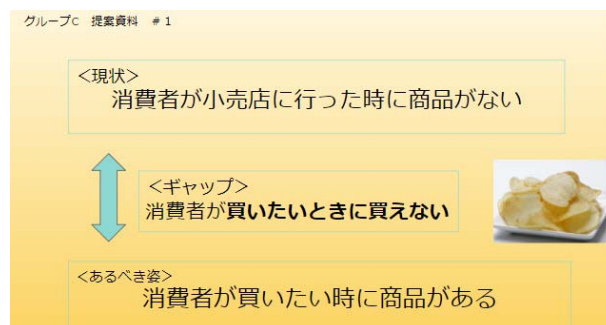 グループC 提案資料 #1
＜現状＞
消費者が小売店に行った時に商品がない
＜ギャップ＞
消費者が買いたいときに買えない
＜あるべき姿＞
消費者が買いたい時に商品がある